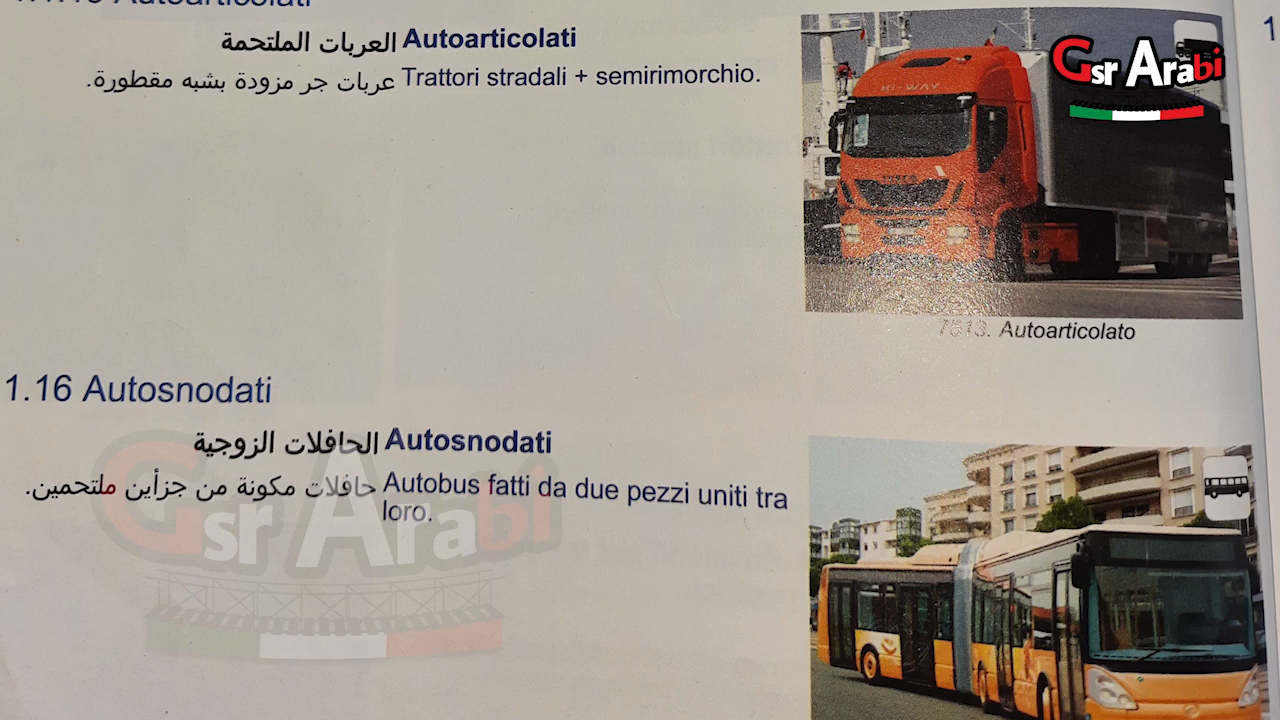 Autoarticolati العربات الملتحمة
Trattori stradali + semirimorchio. عربات جر مزودة بشبه مقطورة.
HI-WAY
Gsr Arabi
7513. Autoarticolato
1.16 Autosnodati
Autosnodati الحافلات الزوجية
Autobus fatti da due pezzi uniti tra حافلات مكونة من جزأين ملتحمين.
loro.
Gsr Arabi